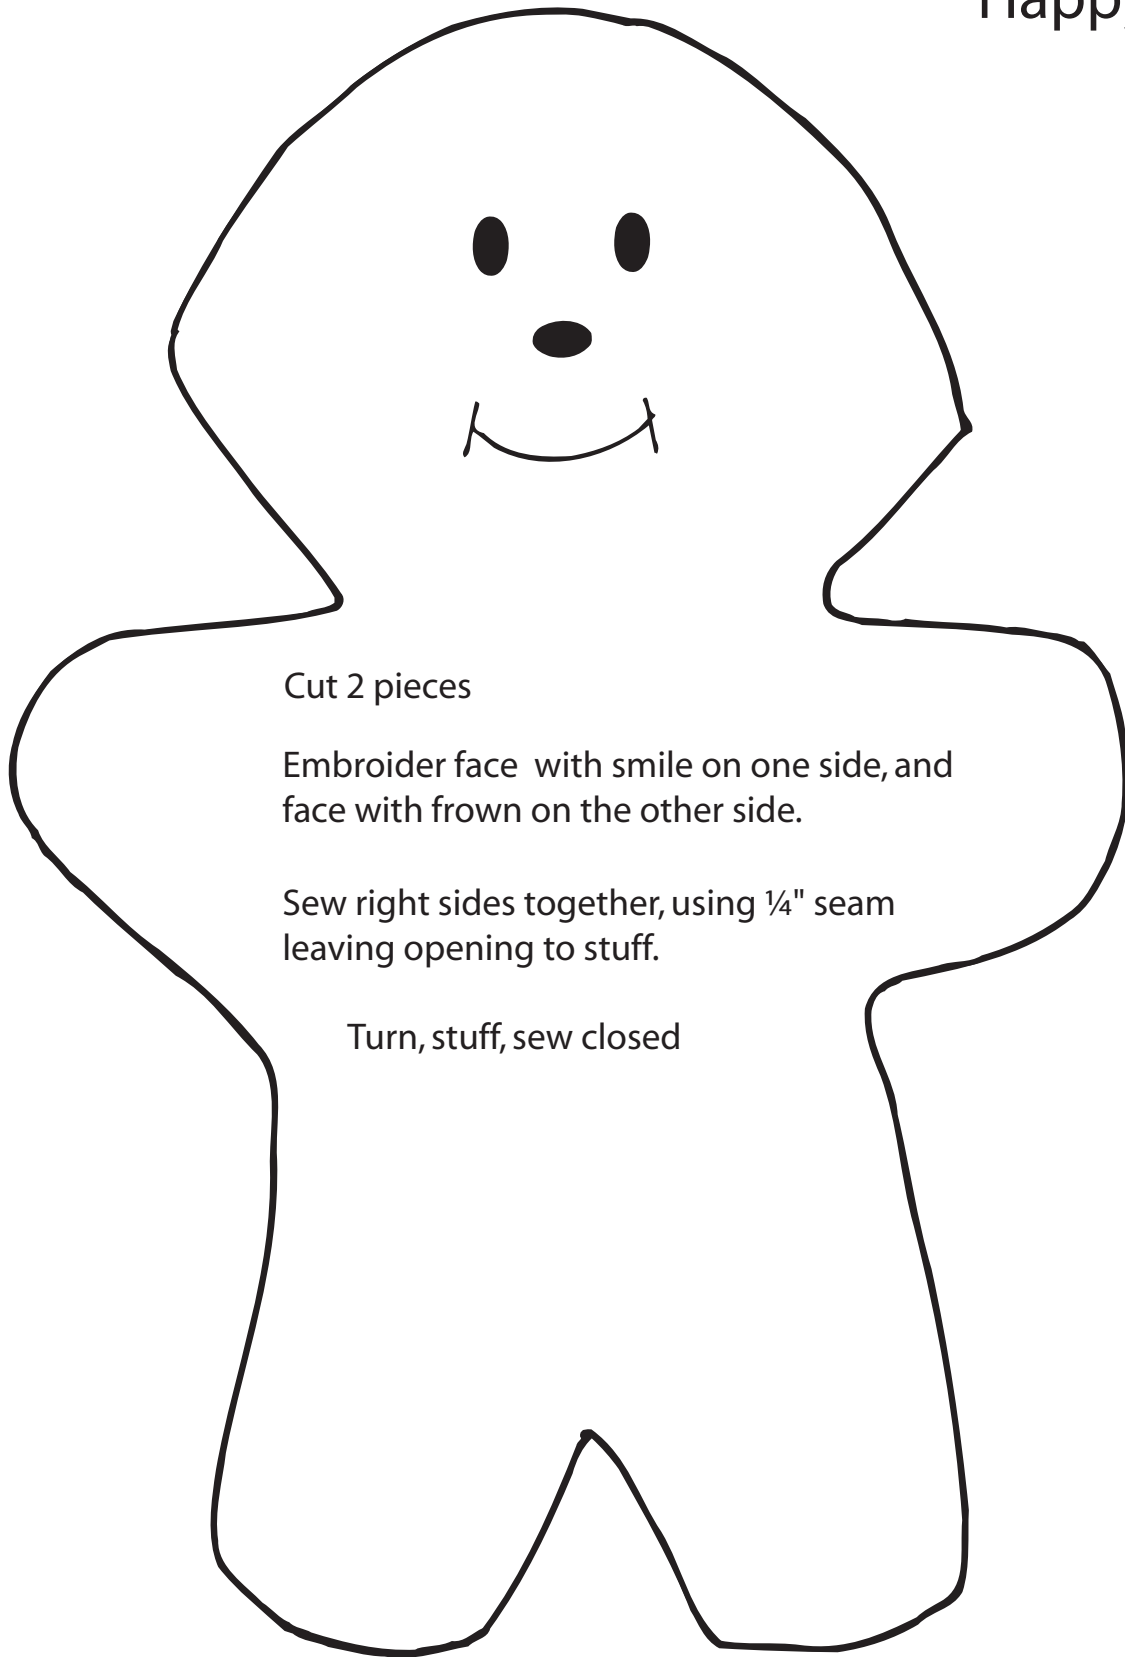 Happy
Cut 2 pieces
Embroider face with smile on one side, and
face with frown on the other side.
Sew right sides together, using ¼" seam
leaving opening to stuff.
Turn, stuff, sew closed